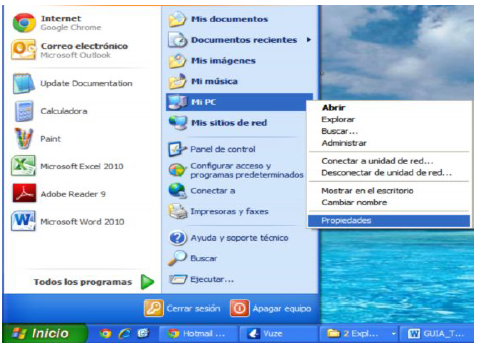 Internet
Google Chrome
Correo electrónico
Microsoft Outlook
Update Documentation
Calculadora
Paint
Microsoft Excel 2010
Adobe Reader 9
Microsoft Word 2010
Todos los programas
Mis documentos
Documentos recientes
Mis imágenes
Mi música
Mi PC
Mis sitios de red
Panel de control
Configurar acceso y
programas predeterminados
Conectar a
Impresoras y faxes
Ayuda y soporte técnico
Buscar
Ejecutar...
Abrir
Explorar
Buscar...
Administrar
Conectar a unidad de red...
Desconectar de unidad de red...
Mostrar en el escritorio
Cambiar nombre
Propiedades
Cerrar sesión
Apagar equipo
Inicio
Hotmail ...
Vuze
2 Expl...
GUIA_T...